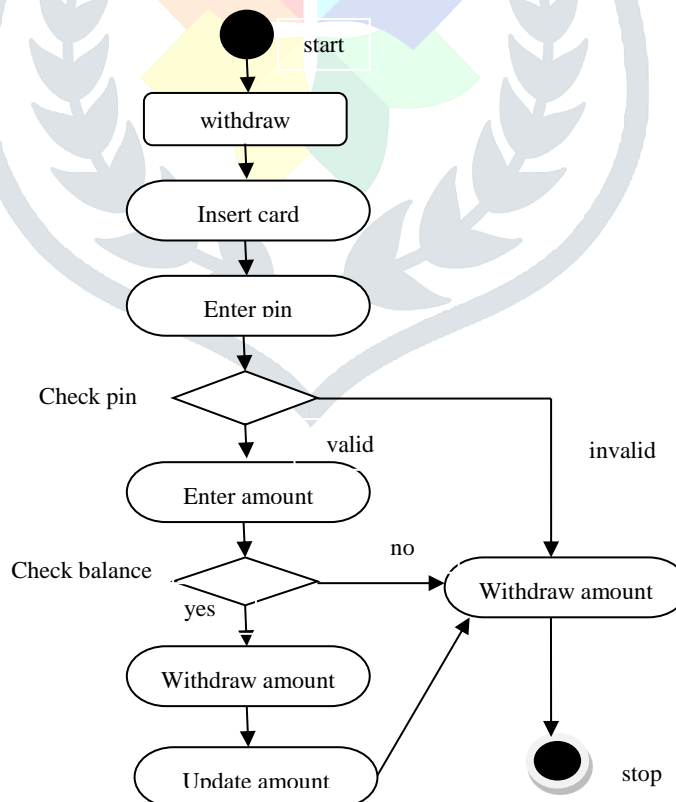 start
withdraw
Insert card
Enter pin
Check pin
valid
invalid
Enter amount
no
Check balance
Withdraw amount
yes
Withdraw amount
Update amount
stop